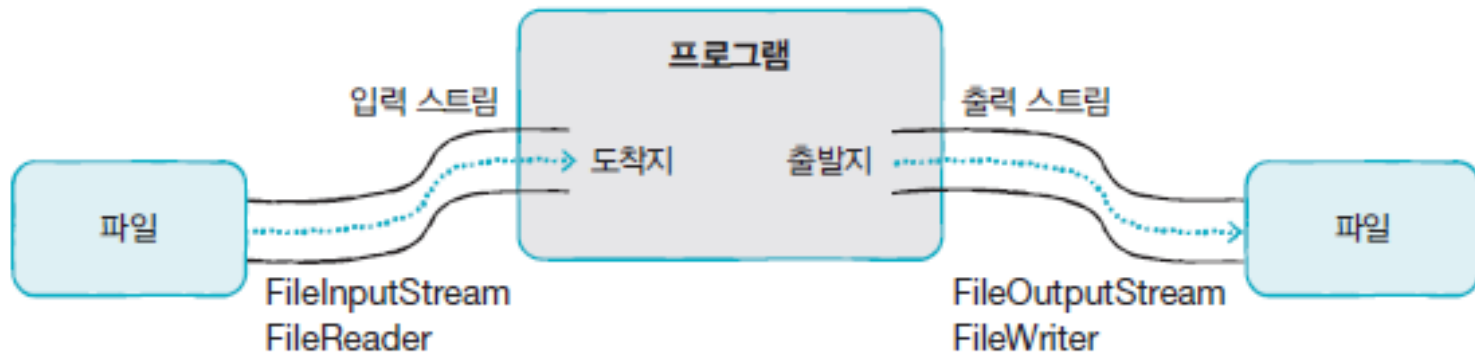 프로그램
입력 스트림
출력 스트림
도착지
출발지
파일
파일
FileInputStream
FileReader
FileOutputStream
FileWriter